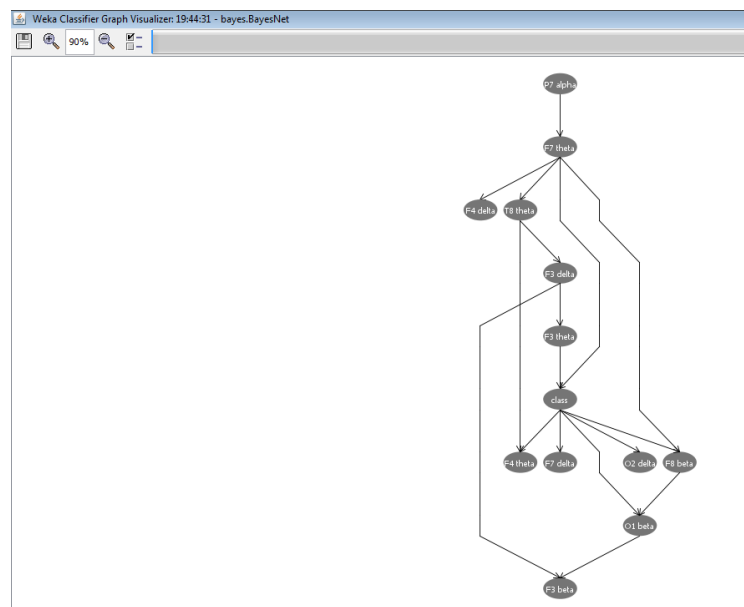 Weka Classifier Graph Visualizer: 19:44:31 - bayes.BayesNet
90%
P7 alpha
F7 theta
F4 delta T8 theta
F3 delta
F3 theta
class
F4 theta F7 delta O2 delta F8 beta
O1 beta
F3 beta